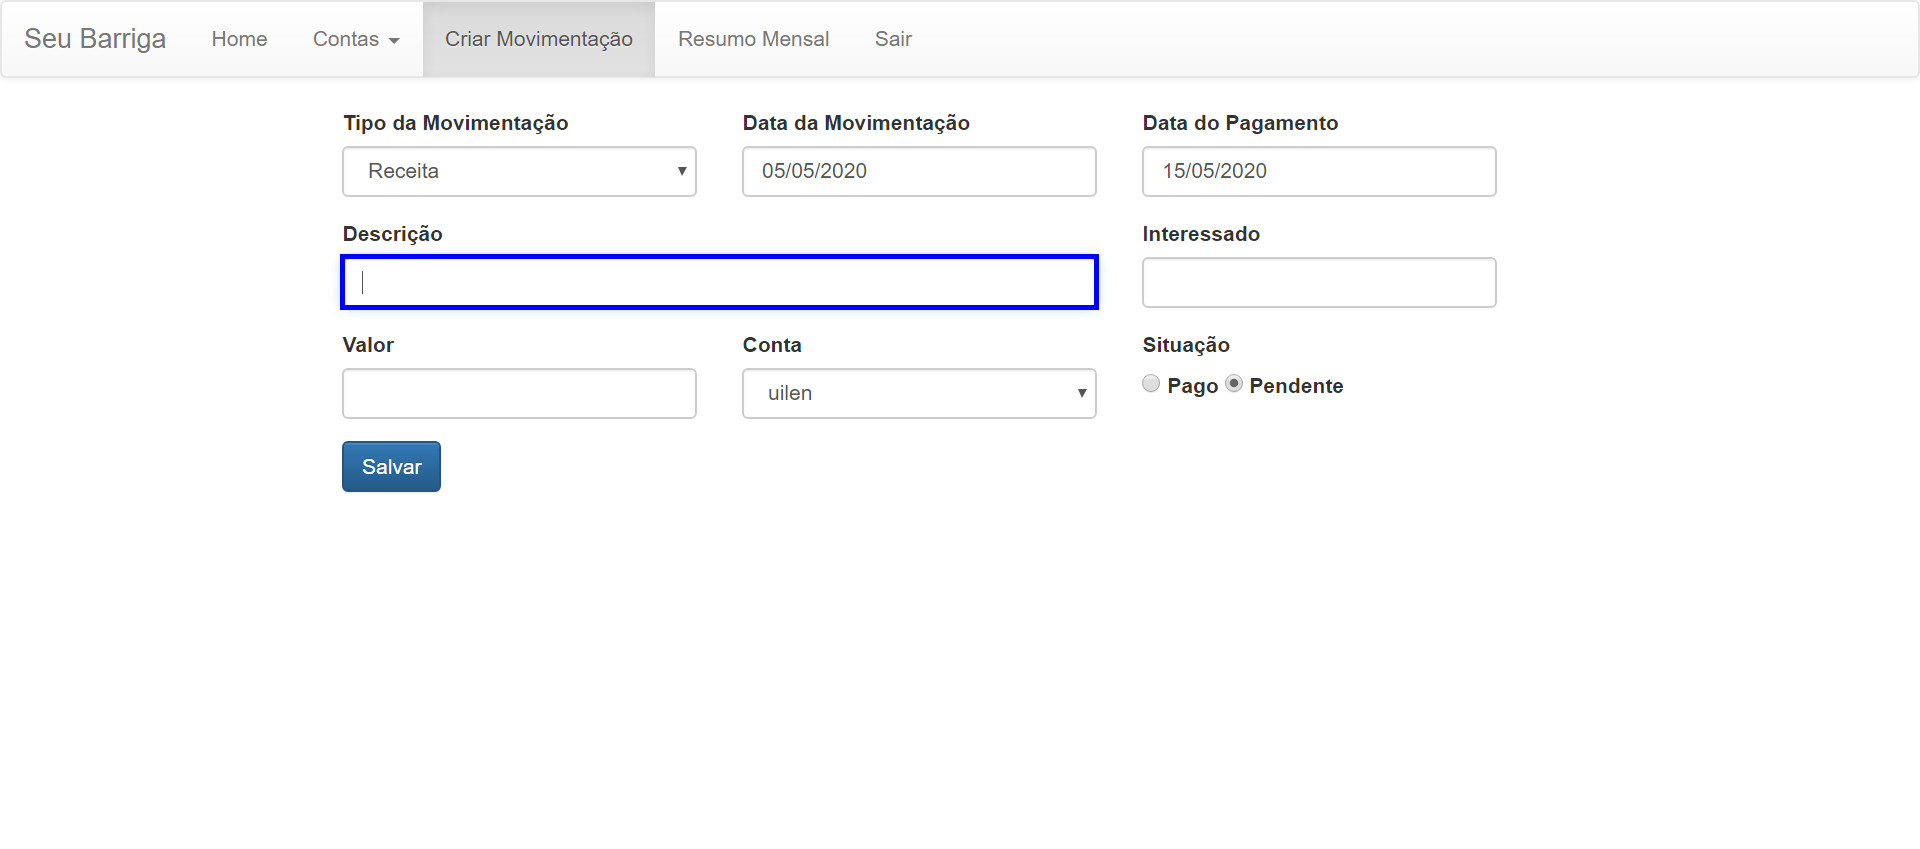 Seu Barriga Home Contas Criar Movimentação Resumo Mensal Sair
Tipo da Movimentação Data da Movimentação Data do Pagamento
Receita 05/05/2020 15/05/2020
Descrição Interessado
Valor Conta Situação
uilen Pago Pendente
Salvar